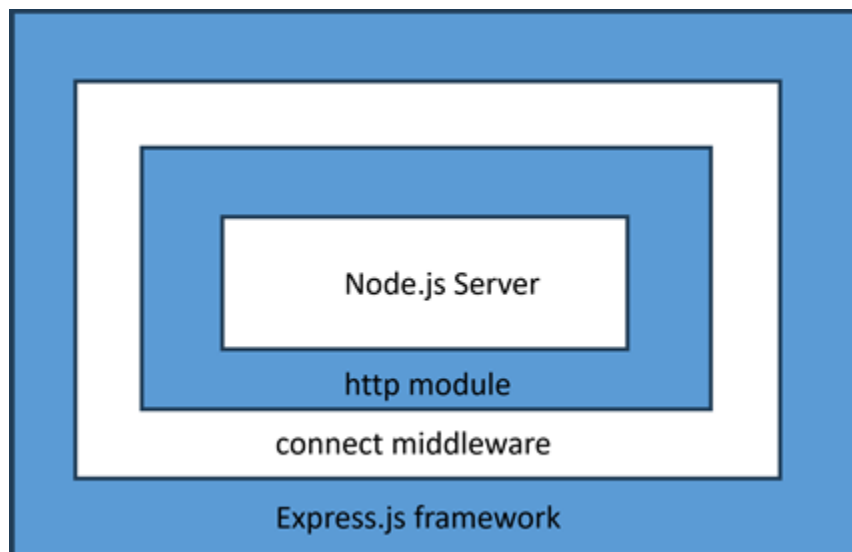 Node.js Server
http module
connect middleware
Express.js framework